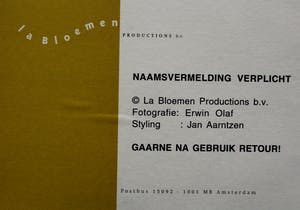 la Bloemen
PRODUCTIONS b.v.
NAAMSVERMELDING VERPLICHT
© La Bloemen Productions b.v.
Fotografie: Erwin Olaf
Styling : Jan Aarntzen
GAARNE NA GEBRUIK RETOUR!
Postbus 15092 - 1001 MB Amsterdam